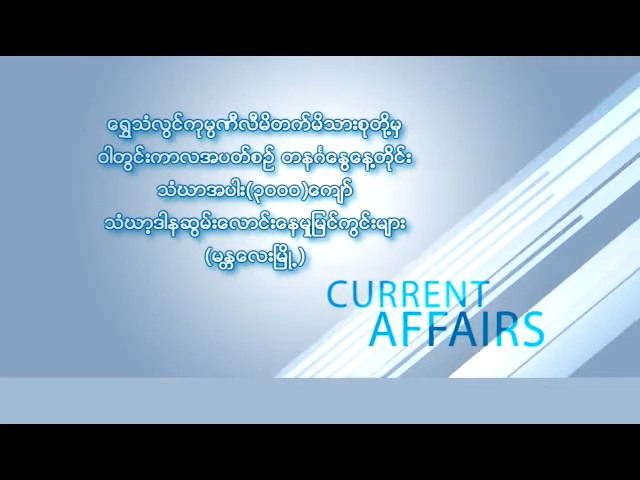 ရွှေသံလွင်ကုမ္ပဏီလီမိတက်မိသားစုတို့မှ
ဝါတွင်းကာလအပတ်စဉ် တနင်္ဂနွေနေ့တိုင်း
သံဃာအပါး(၃၀၀၀)ကျော်
သံဃာ့ဒါနဆွမ်းလောင်းနေမှုမြင်ကွင်းများ
(မန္တလေးမြို့)
CURRENT
AFFAIRS